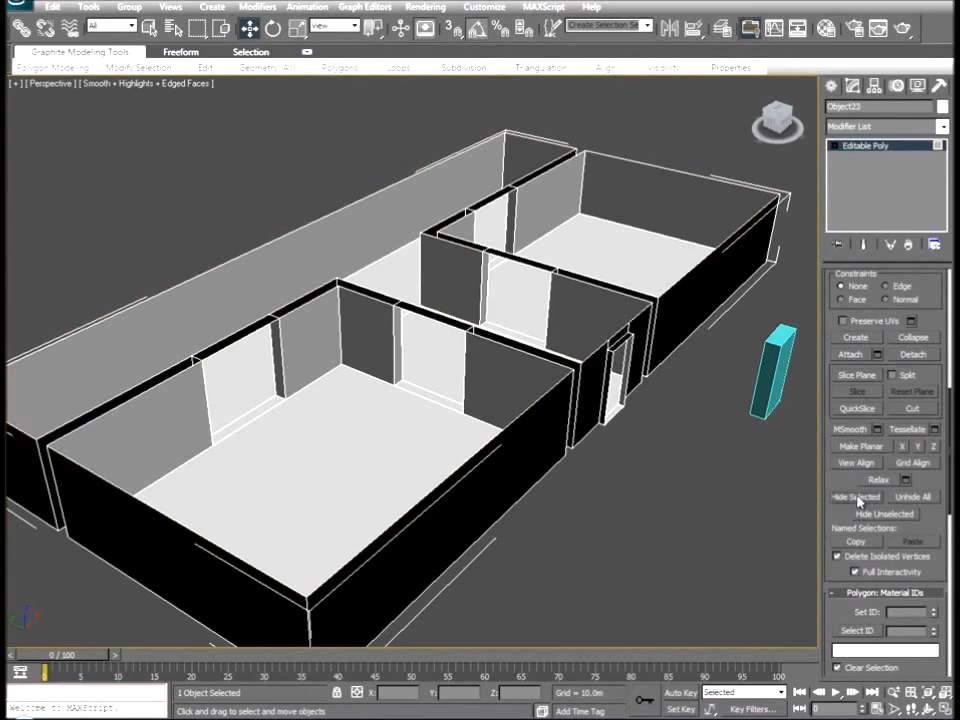 Edit Tools Group Views Create Modifiers Animation Graph Editors Rendering Customize MAXScript Help
All View 3 Create Selection Se
Graphite Modeling Tools Freeform Selection
Polygon Modeling Modify Selection Edit Geometry (All) Polygons Loops Subdivision Triangulation Align Visibility Properties
[ + ] [ Perspective ] [ Smooth + Highlights + Edged Faces ]
Object23
Modifier List
Editable Poly
Constraints
None Edge
Face Normal
Preserve UVs
Create Collapse
Attach Detach
Slice Plane Split
Slice Reset Plane
QuickSlice Cut
MSmooth Tessellate
Make Planar X Y Z
View Align Grid Align
Relax
Hide Selected Unhide All
Hide Unselected
Named Selections:
Copy Paste
Delete Isolated Vertices
Full Interactivity
- Polygon: Material IDs
Set ID:
Select ID
Clear Selection
< 0 / 100 >
0 5 10 15 20 25 30 35 40 45 50 55 60 65 70 75 80 85 90 95 100
1 Object Selected X: Y: Z: Grid = 10.0m Auto Key Selected
Welcome to MAXScript. Click and drag to select and move objects Add Time Tag Set Key Key Filters... 0